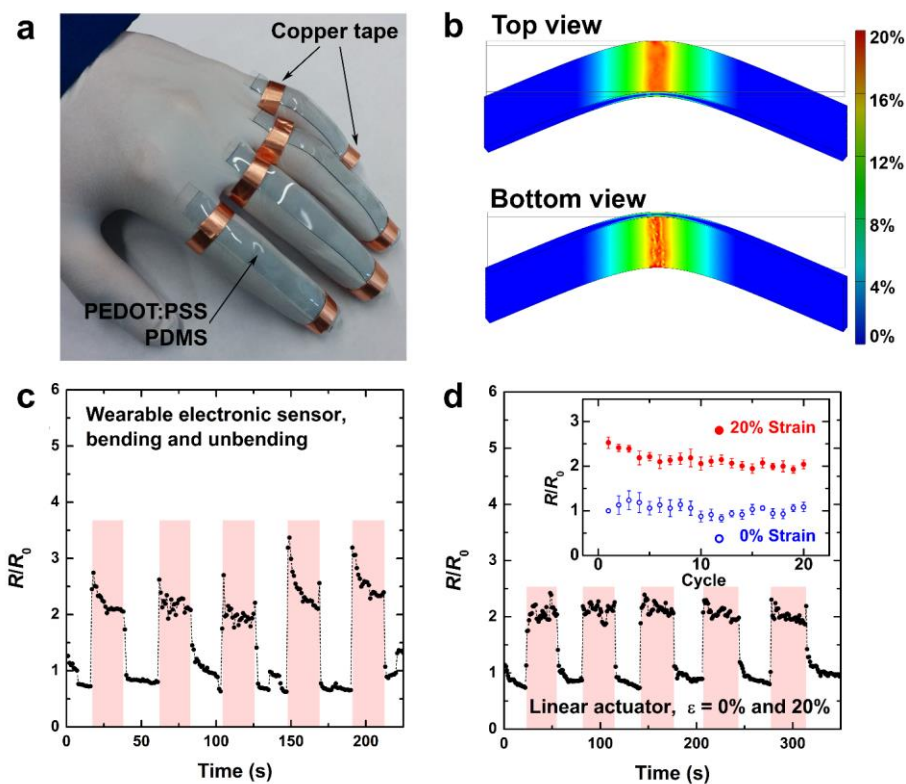 a
Copper tape
PEDOT:PSS
PDMS
b
Top view
Bottom view
20%
16%
12%
8%
4%
0%
c
Wearable electronic sensor,
bending and unbending
R/R0
6
5
4
3
2
1
0
0
50
100
150
200
Time (s)
d
R/R0
6
5
4
3
2
1
0
R/R0
3
2
1
0
20% Strain
0% Strain
0
10
20
Cycle
Linear actuator, ε = 0% and 20%
0
100
200
300
Time (s)